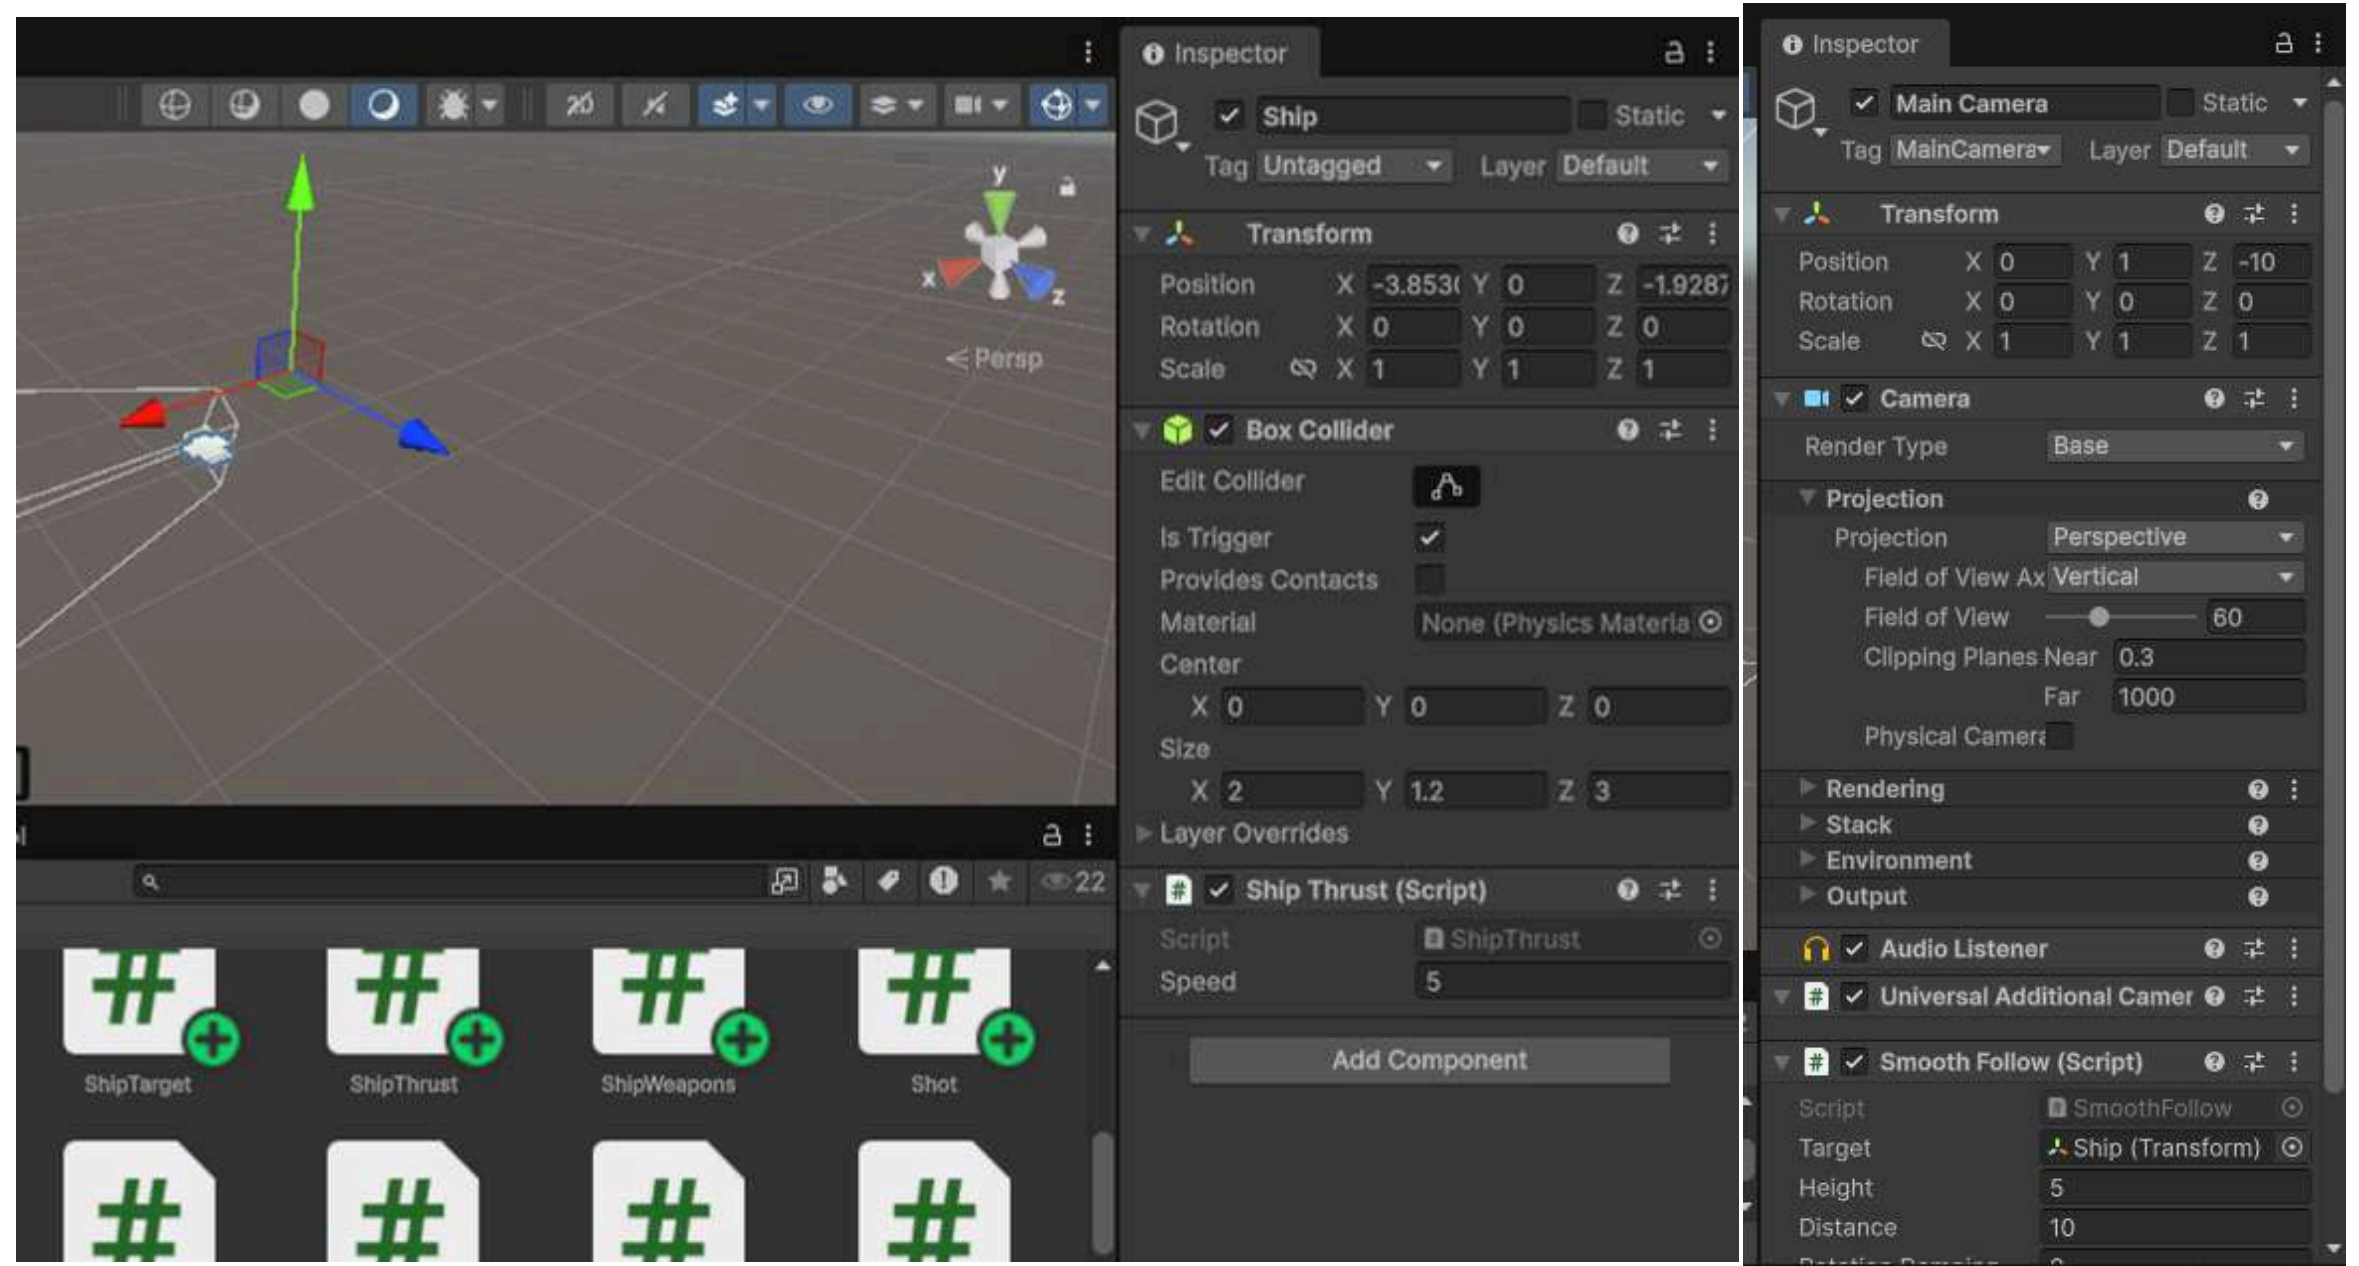 y
x
z
Persp
22
ShipTarget
ShipThrust
ShipWeapons
Shot
Inspector
Ship
Static
Tag Untagged Layer Default
Transform
Position X -3.853( Y 0 Z -1.9287
Rotation X 0 Y 0 Z 0
Scale X 1 Y 1 Z 1
Box Collider
Edit Collider
Is Trigger
Provides Contacts
Material None (Physics Materia
Center
X 0 Y 0 Z 0
Size
X 2 Y 1.2 Z 3
Layer Overrides
# Ship Thrust (Script)
Script ShipThrust
Speed 5
Add Component
Inspector
Main Camera Static
Tag MainCamera Layer Default
Transform
Position X 0 Y 1 Z -10
Rotation X 0 Y 0 Z 0
Scale X 1 Y 1 Z 1
Camera
Render Type Base
Projection
Projection Perspective
Field of View Ax Vertical
Field of View 60
Clipping Planes Near 0.3
Far 1000
Physical Camera
Rendering
Stack
Environment
Output
Audio Listener
# Universal Additional Camer
# Smooth Follow (Script)
Script SmoothFollow
Target Ship (Transform)
Height 5
Distance 10